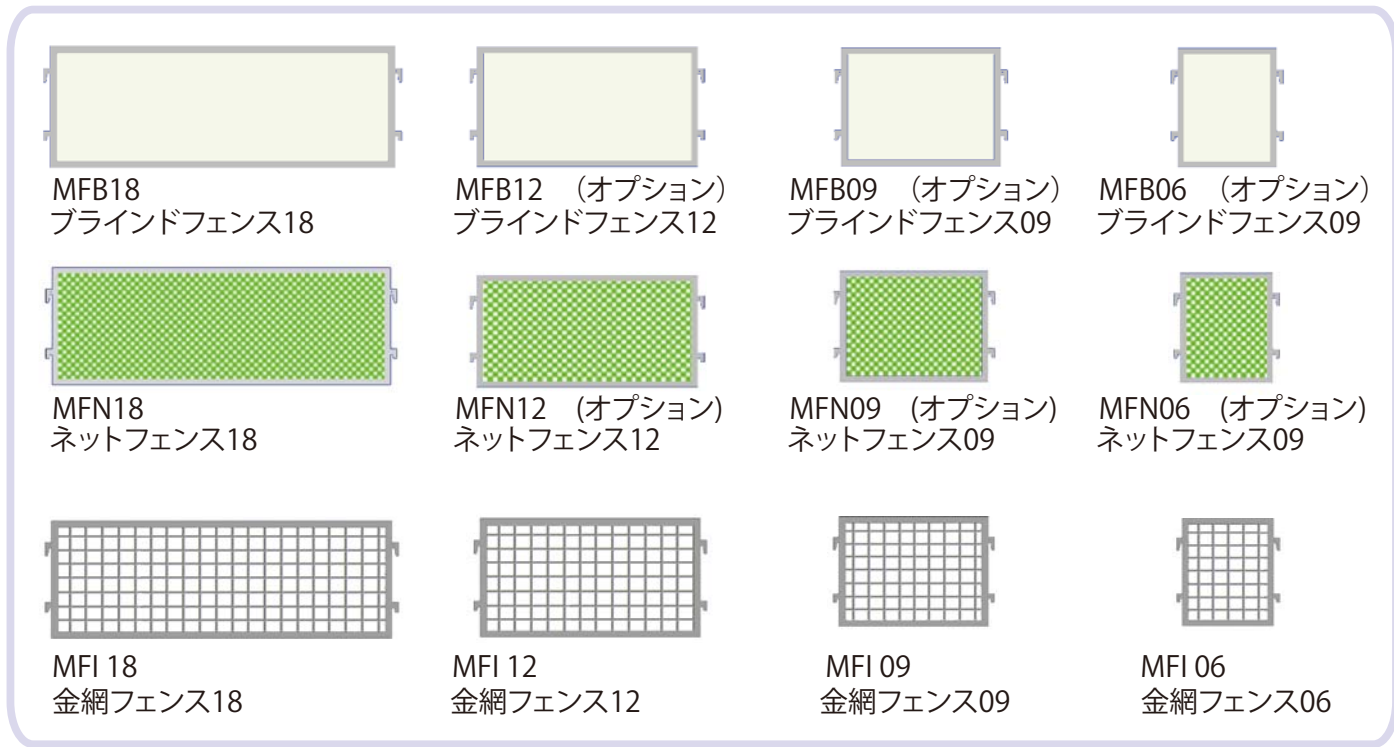 MFB18
ブラインドフェンス18
MFB12 （オプション）
ブラインドフェンス12
MFB09 （オプション）
ブラインドフェンス09
MFB06 （オプション）
ブラインドフェンス09
MFN18
ネットフェンス18
MFN12 (オプション)
ネットフェンス12
MFN09 (オプション)
ネットフェンス09
MFN06 (オプション)
ネットフェンス09
MFI 18
金網フェンス18
MFI 12
金網フェンス12
MFI 09
金網フェンス09
MFI 06
金網フェンス06